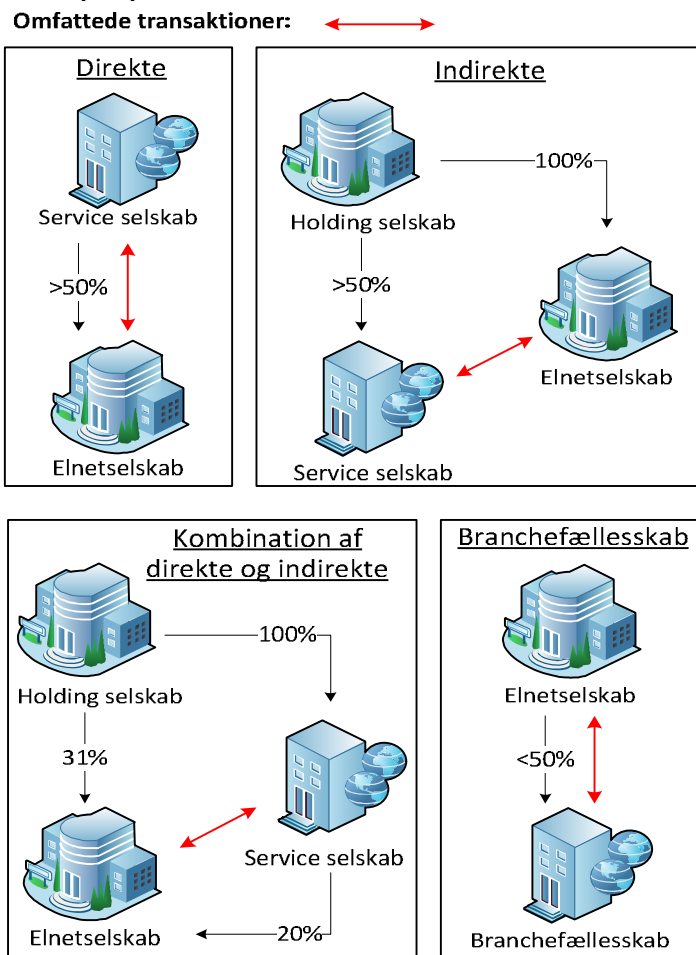 Omfattede transaktioner:
Direkte
Service selskab
>50%
Elnetselskab
Indirekte
100%
Holding selskab
>50%
Elnetselskab
Service selskab
Kombination af
direkte og indirekte
100%
Holding selskab
31%
Service selskab
Elnetselskab
20%
Branchefællesskab
Elnetselskab
<50%
Branchefællesskab